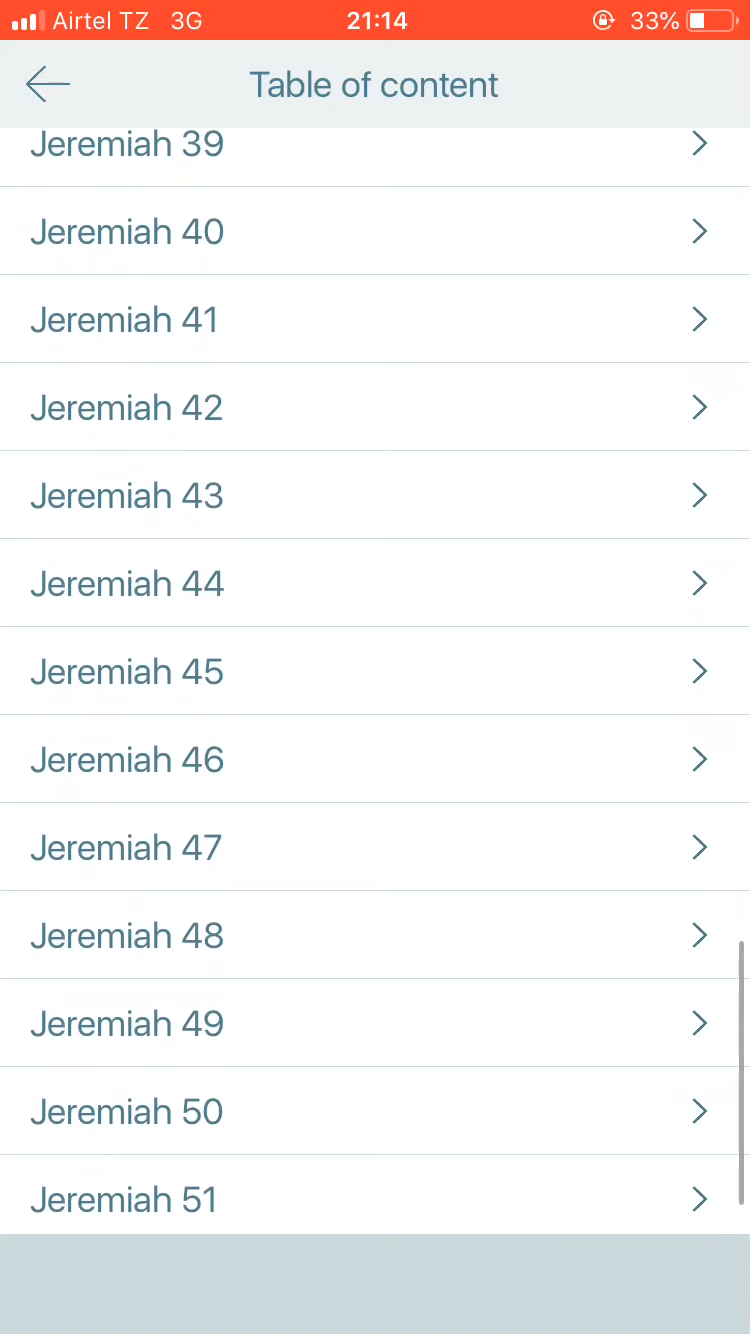 Airtel TZ 3G 21:14 33%
Table of content
Jeremiah 39
Jeremiah 40
Jeremiah 41
Jeremiah 42
Jeremiah 43
Jeremiah 44
Jeremiah 45
Jeremiah 46
Jeremiah 47
Jeremiah 48
Jeremiah 49
Jeremiah 50
Jeremiah 51